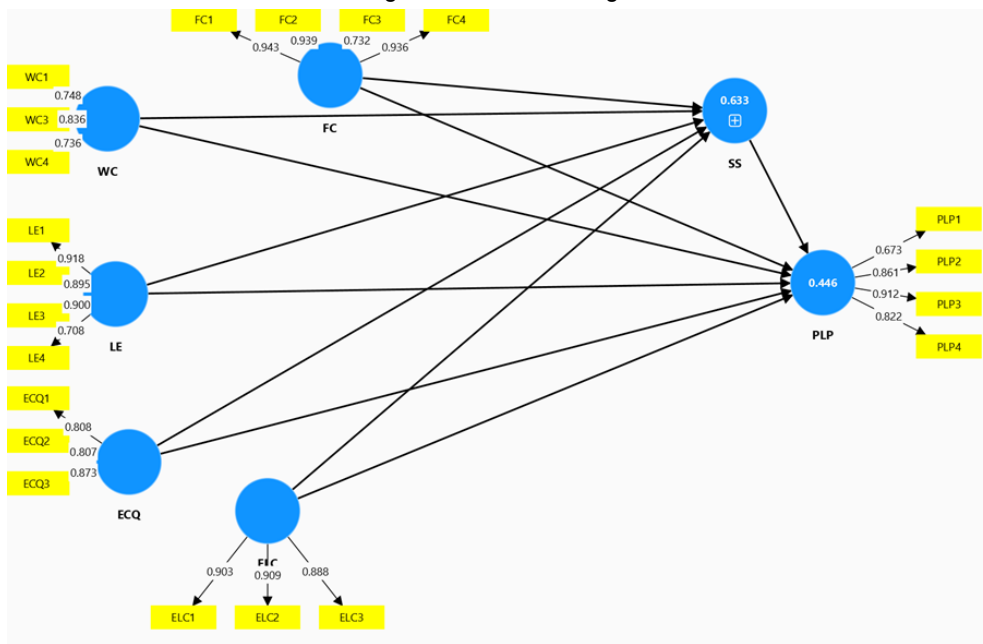 FC1 FC2 FC3 FC4
0.943 0.939 0.732 0.936
FC
WC1
WC3
WC4
0.748
0.836
0.736
WC
0.633
SS
LE1
LE2
LE3
LE4
0.918
0.895
0.900
0.708
LE
PLP1
PLP2
PLP3
PLP4
0.673
0.861
0.912
0.822
0.446
PLP
ECQ1
ECQ2
ECQ3
0.808
0.807
0.873
ECQ
ELC
0.903 0.909 0.888
ELC1 ELC2 ELC3